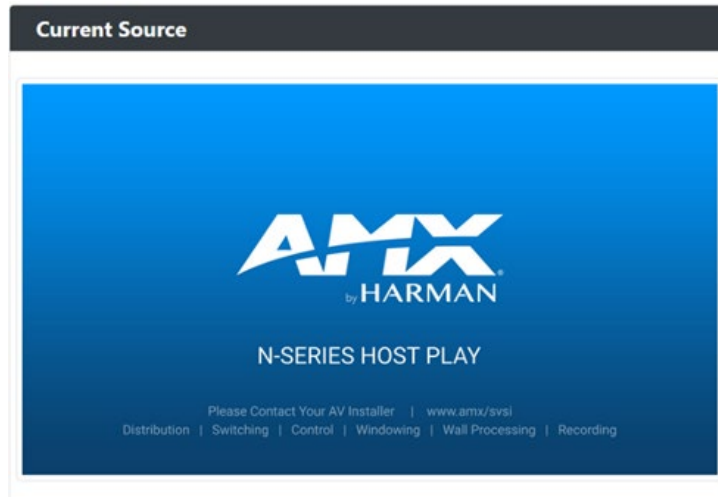 Current Source
AMX
by HARMAN
N-SERIES HOST PLAY
Please Contact Your AV Installer | www.amx/svsi
Distribution | Switching | Control | Windowing | Wall Processing | Recording